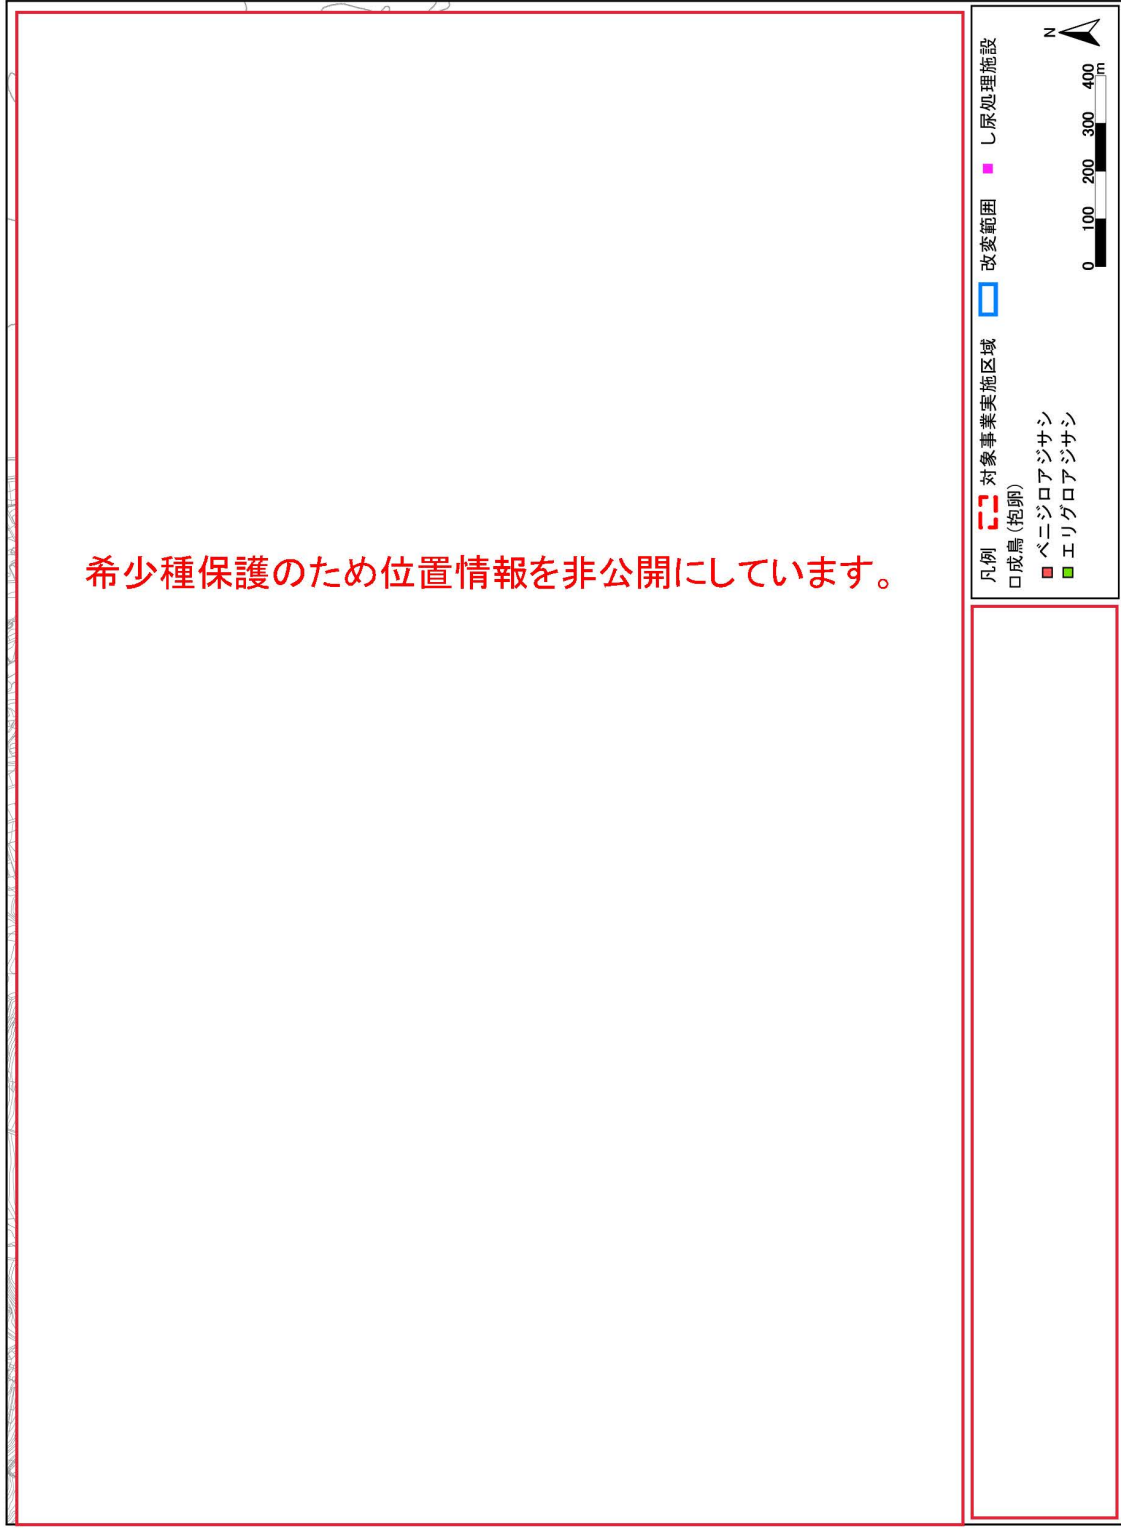 希少種保護のため位置情報を非公開にしています。
凡例 対象事業実施区域 改変範囲 し尿処理施設
口成鳥(抱卵)
ベニジロアジサシ
エリグロアジサシ
N
0 100 200 300 400
m